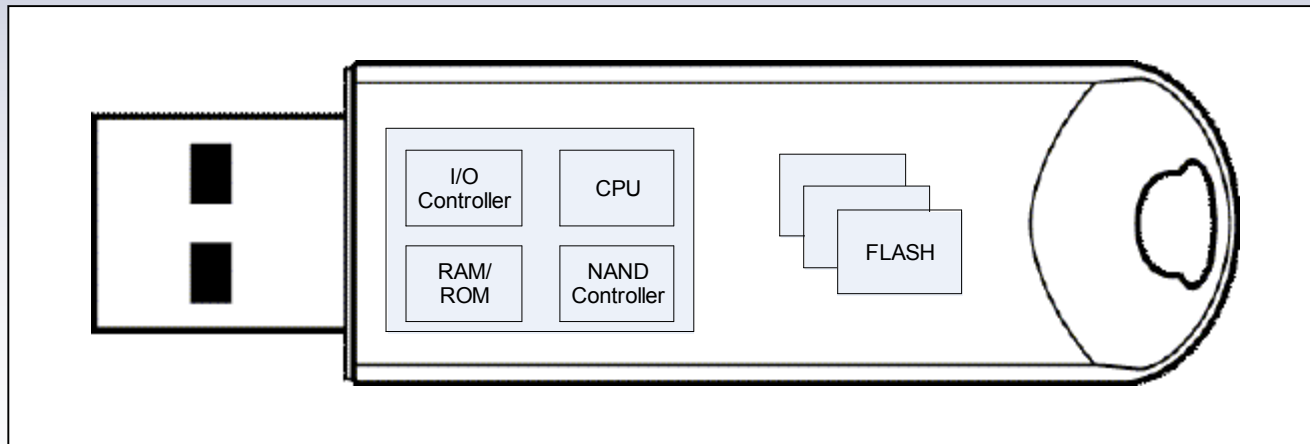 I/O
Controller
CPU
RAM/
ROM
NAND
Controller
FLASH